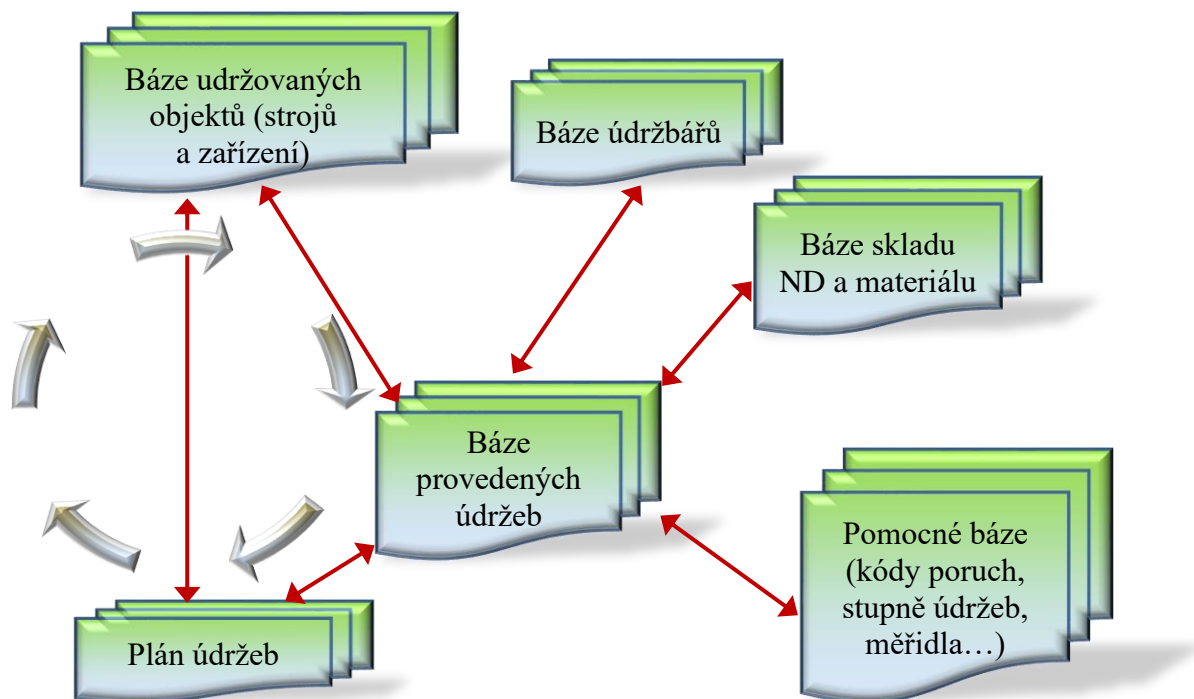 Báze udržovaných
objektů (strojů
a zařízení)
Báze údržbářů
Báze skladu
ND a materiálu
Báze
provedených
údržeb
Pomocné báze
(kódy poruch,
stupně údržeb,
měřidla…)
Plán údržeb